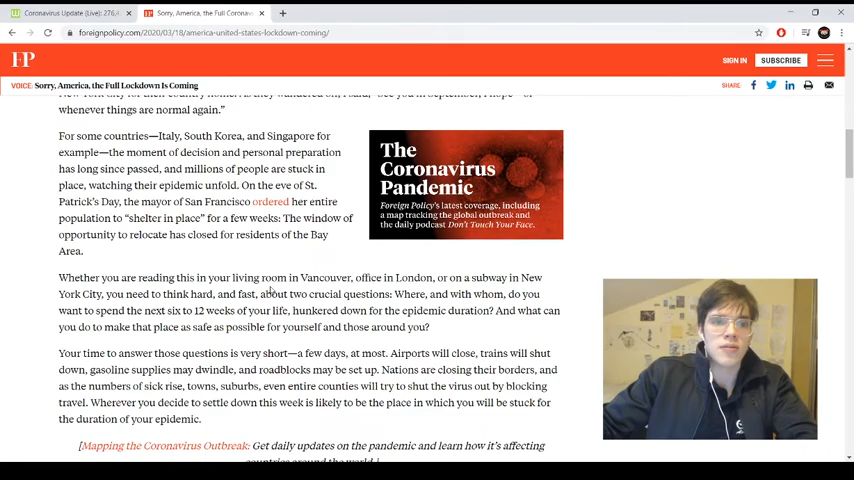 Coronavirus Update (Live): 276,4
Sorry, America, the Full Coronav
foreignpolicy.com/2020/03/18/america-united-states-lockdown-coming/
FP
SIGN IN
SUBSCRIBE
VOICE: Sorry, America, the Full Lockdown Is Coming
SHARE:
whenever things are normal again.”
For some countries—Italy, South Korea, and Singapore for
example—the moment of decision and personal preparation
has long since passed, and millions of people are stuck in
place, watching their epidemic unfold. On the eve of St.
Patrick’s Day, the mayor of San Francisco ordered her entire
population to “shelter in place” for a few weeks: The window of
opportunity to relocate has closed for residents of the Bay
Area.
The
Coronavirus
Pandemic
Foreign Policy’s latest coverage, including
a map tracking the global outbreak and
the daily podcast Don’t Touch Your Face.
Whether you are reading this in your living room in Vancouver, office in London, or on a subway in New
York City, you need to think hard, and fast, about two crucial questions: Where, and with whom, do you
want to spend the next six to 12 weeks of your life, hunkered down for the epidemic duration? And what can
you do to make that place as safe as possible for yourself and those around you?
Your time to answer those questions is very short—a few days, at most. Airports will close, trains will shut
down, gasoline supplies may dwindle, and roadblocks may be set up. Nations are closing their borders, and
as the numbers of sick rise, towns, suburbs, even entire counties will try to shut the virus out by blocking
travel. Wherever you decide to settle down this week is likely to be the place in which you will be stuck for
the duration of your epidemic.
[Mapping the Coronavirus Outbreak: Get daily updates on the pandemic and learn how it’s affecting
countries around the world.]